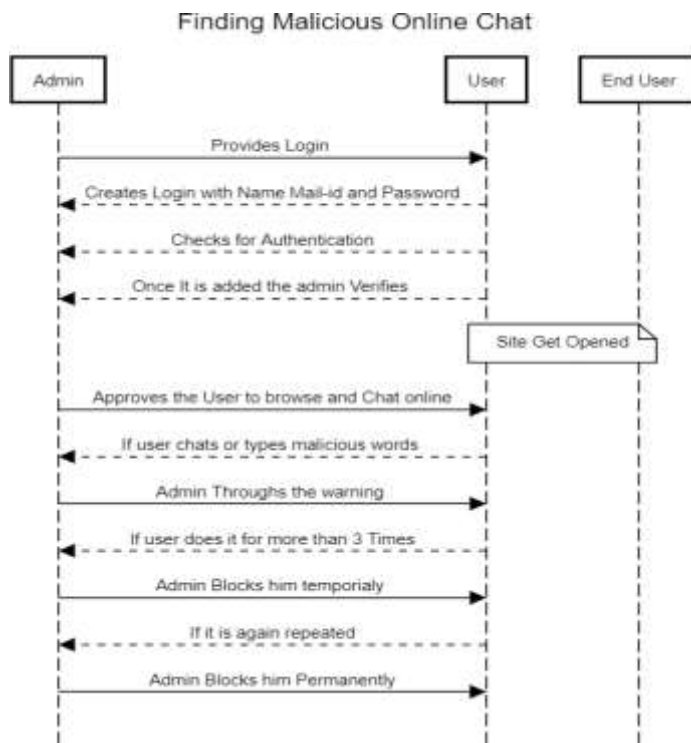 Finding Malicious Online Chat
Admin
User
End User
Provides Login
Creates Login with Name Mail-id and Password
Checks for Authentication
Once It is added the admin Verifies
Site Get Opened
Approves the User to browse and Chat online
If user chats or types malicious words
Admin Throughs the warning
If user does it for more than 3 Times
Admin Blocks him temporialy
If it is again repeated
Admin Blocks him Permanently